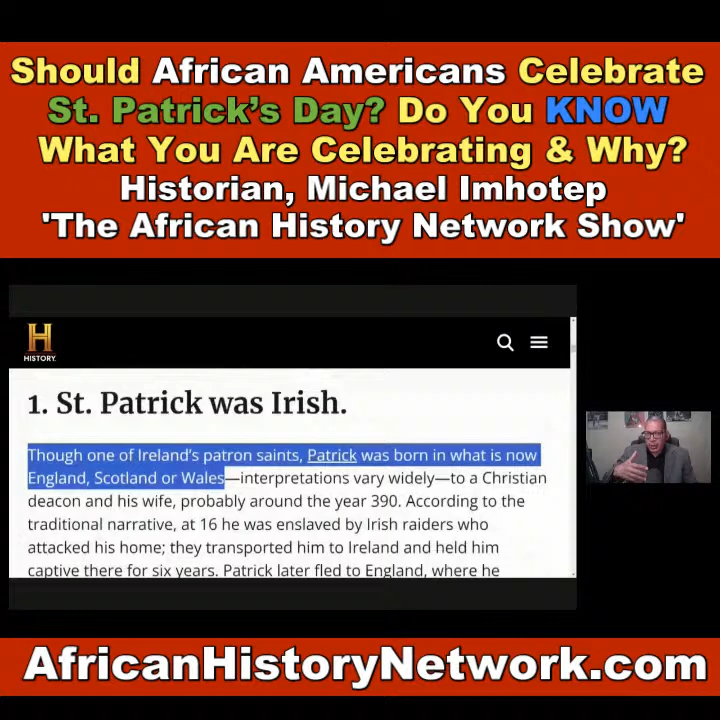 Should African Americans Celebrate
St. Patrick's Day? Do You KNOW
What You Are Celebrating & Why?
Historian, Michael Imhotep
'The African History Network Show'
H
HISTORY.
1. St. Patrick was Irish.
Though one of Ireland's patron saints, Patrick was born in what is now
England, Scotland or Wales—interpretations vary widely—to a Christian
deacon and his wife, probably around the year 390. According to the
traditional narrative, at 16 he was enslaved by Irish raiders who
attacked his home; they transported him to Ireland and held him
captive there for six years. Patrick later fled to England, where he
AfricanHistoryNetwork.com